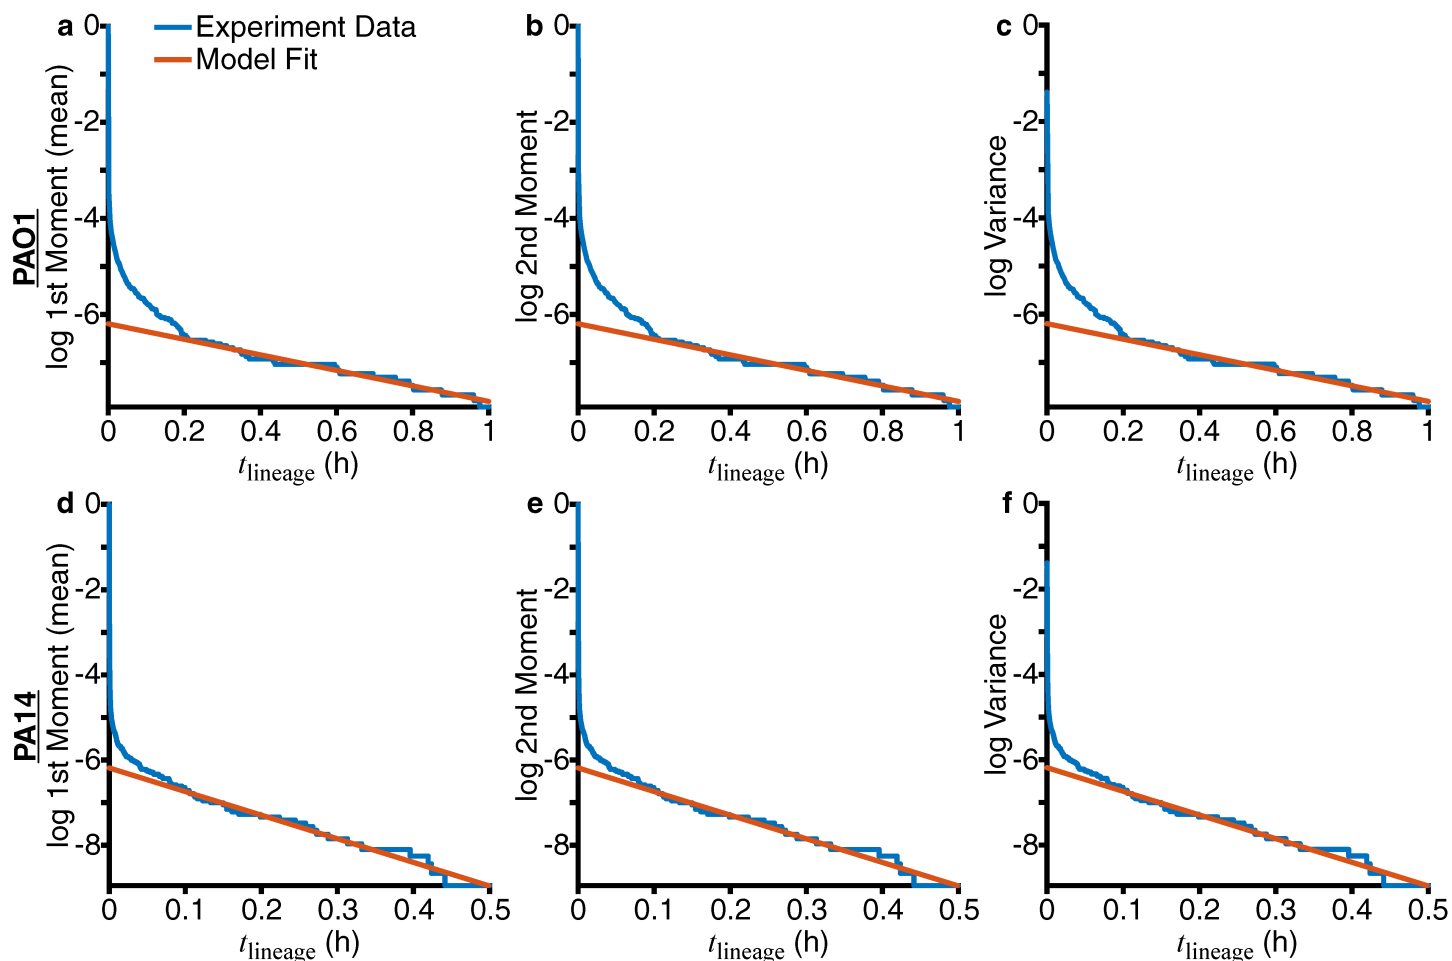 a
0
-2
-4
-6
Experiment Data
Model Fit
PAO1
log 1st Moment (mean)
0 0.2 0.4 0.6 0.8 1
tlineage (h)
b
0
-2
-4
-6
log 2nd Moment
0 0.2 0.4 0.6 0.8 1
tlineage (h)
c
0
-2
-4
-6
log Variance
0 0.2 0.4 0.6 0.8 1
tlineage (h)
d
0
-2
-4
-6
-8
PA14
log 1st Moment (mean)
0 0.1 0.2 0.3 0.4 0.5
tlineage (h)
e
0
-2
-4
-6
-8
log 2nd Moment
0 0.1 0.2 0.3 0.4 0.5
tlineage (h)
f
0
-2
-4
-6
-8
log Variance
0 0.1 0.2 0.3 0.4 0.5
tlineage (h)